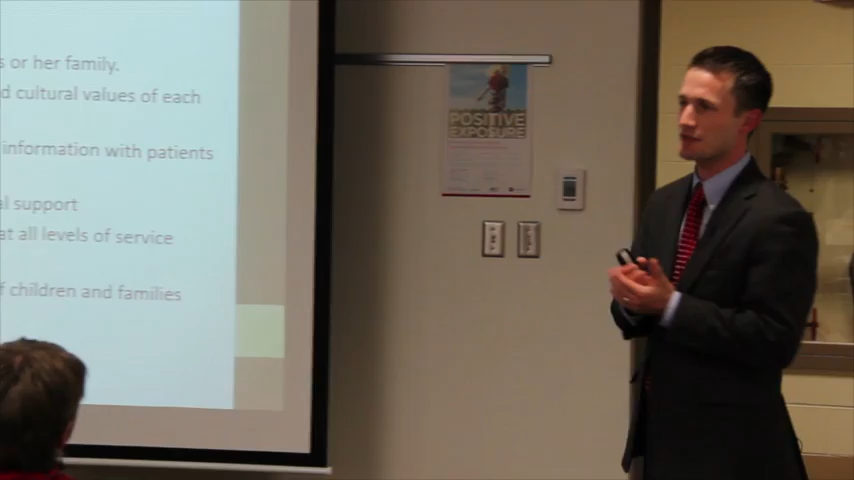 or her family.
cultural values of each
information with patients
support
at all levels of service
children and families
POSITIVE
EXPOSURE